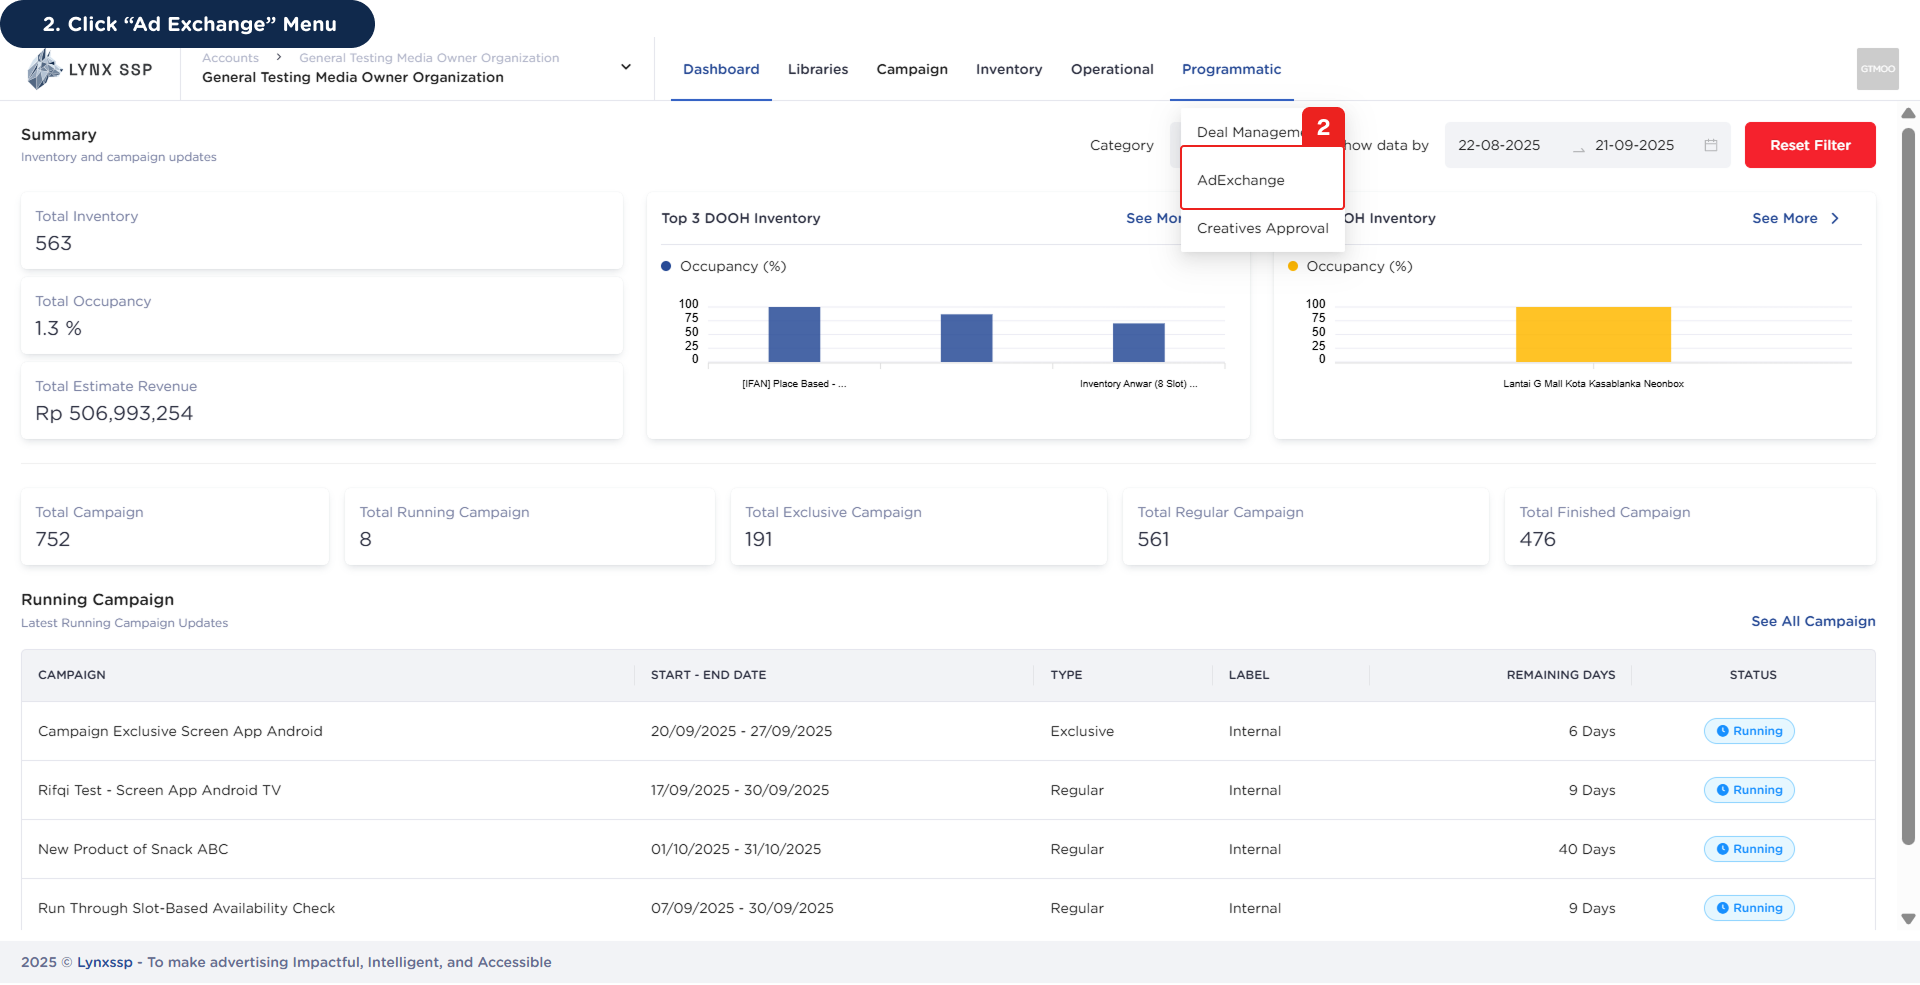 2. Click “Ad Exchange” Menu
LYNX SSP
Accounts > General Testing Media Owner Organization
General Testing Media Owner Organization
Dashboard
Libraries
Campaign
Inventory
Operational
Programmatic
GTMOO
Summary
Inventory and campaign updates
Category
how data by
22-08-2025
21-09-2025
Reset Filter
Deal Managem
2
AdExchange
Creatives Approval
Total Inventory
563
Total Occupancy
1.3 %
Total Estimate Revenue
Rp 506,993,254
Top 3 DOOH Inventory
See Mor
Occupancy (%)
100
75
50
25
0
[IFAN] Place Based - ...
Inventory Anwar (8 Slot) ...
OH Inventory
See More
Occupancy (%)
100
75
50
25
0
Lantai G Mall Kota Kasablanka Neonbox
Total Campaign
752
Total Running Campaign
8
Total Exclusive Campaign
191
Total Regular Campaign
561
Total Finished Campaign
476
Running Campaign
Latest Running Campaign Updates
See All Campaign
CAMPAIGN START - END DATE TYPE LABEL REMAINING DAYS STATUS
Campaign Exclusive Screen App Android 20/09/2025 - 27/09/2025 Exclusive Internal 6 Days Running
Rifqi Test - Screen App Android TV 17/09/2025 - 30/09/2025 Regular Internal 9 Days Running
New Product of Snack ABC 01/10/2025 - 31/10/2025 Regular Internal 40 Days Running
Run Through Slot-Based Availability Check 07/09/2025 - 30/09/2025 Regular Internal 9 Days Running
2025 © Lynxssp - To make advertising Impactful, Intelligent, and Accessible